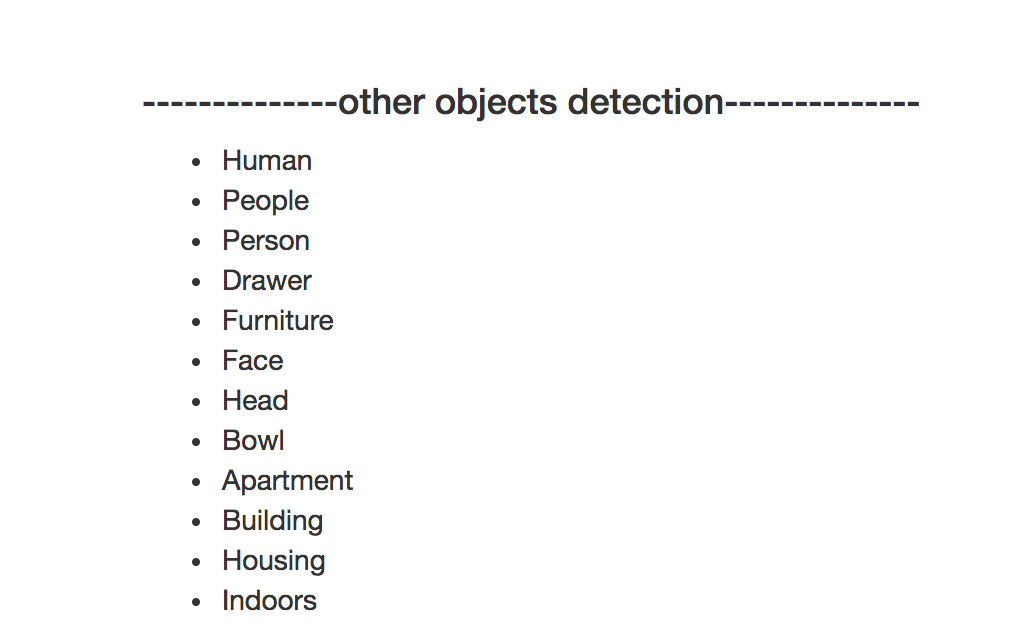 --------------other objects detection--------------
• Human
• People
• Person
• Drawer
• Furniture
• Face
• Head
• Bowl
• Apartment
• Building
• Housing
• Indoors